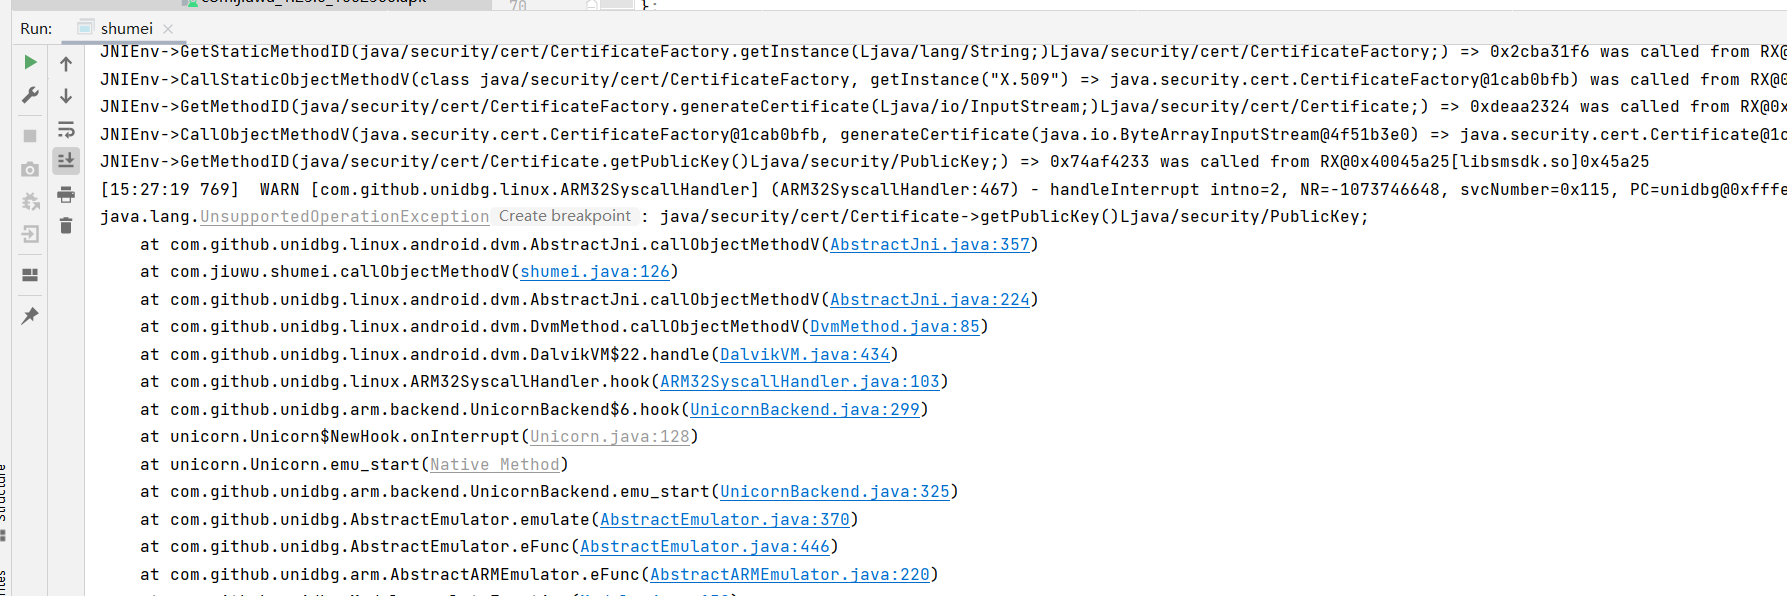 70
};
Run: shumei
JNIEnv->GetStaticMethodID(java/security/cert/CertificateFactory.getInstance(Ljava/lang/String;)Ljava/security/cert/CertificateFactory;) => 0x2cba31f6 was called from RX@
JNIEnv->CallStaticObjectMethodV(class java/security/cert/CertificateFactory, getInstance("X.509") => java.security.cert.CertificateFactory@1cab0bfb) was called from RX@0
JNIEnv->GetMethodID(java/security/cert/CertificateFactory.generateCertificate(Ljava/io/InputStream;)Ljava/security/cert/Certificate;) => 0xdeaa2324 was called from RX@0x
JNIEnv->CallObjectMethodV(java.security.cert.CertificateFactory@1cab0bfb, generateCertificate(java.io.ByteArrayInputStream@4f51b3e0) => java.security.cert.Certificate@1c
JNIEnv->GetMethodID(java/security/cert/Certificate.getPublicKey()Ljava/security/PublicKey;) => 0x74af4233 was called from RX@0x40045a25[libsmsdk.so]0x45a25
[15:27:19 769]  WARN [com.github.unidbg.linux.ARM32SyscallHandler] (ARM32SyscallHandler:467) - handleInterrupt intno=2, NR=-1073746648, svcNumber=0x115, PC=unidbg@0xfffe
java.lang.UnsupportedOperationException Create breakpoint : java/security/cert/Certificate->getPublicKey()Ljava/security/PublicKey;
at com.github.unidbg.linux.android.dvm.AbstractJni.callObjectMethodV(AbstractJni.java:357)
at com.jiuwu.shumei.callObjectMethodV(shumei.java:126)
at com.github.unidbg.linux.android.dvm.AbstractJni.callObjectMethodV(AbstractJni.java:224)
at com.github.unidbg.linux.android.dvm.DvmMethod.callObjectMethodV(DvmMethod.java:85)
at com.github.unidbg.linux.android.dvm.DalvikVM$22.handle(DalvikVM.java:434)
at com.github.unidbg.linux.ARM32SyscallHandler.hook(ARM32SyscallHandler.java:103)
at com.github.unidbg.arm.backend.UnicornBackend$6.hook(UnicornBackend.java:299)
at unicorn.Unicorn$NewHook.onInterrupt(Unicorn.java:128)
at unicorn.Unicorn.emu_start(Native Method)
at com.github.unidbg.arm.backend.UnicornBackend.emu_start(UnicornBackend.java:325)
at com.github.unidbg.AbstractEmulator.emulate(AbstractEmulator.java:370)
at com.github.unidbg.AbstractEmulator.eFunc(AbstractEmulator.java:446)
at com.github.unidbg.arm.AbstractARMEmulator.eFunc(AbstractARMEmulator.java:220)
Structure